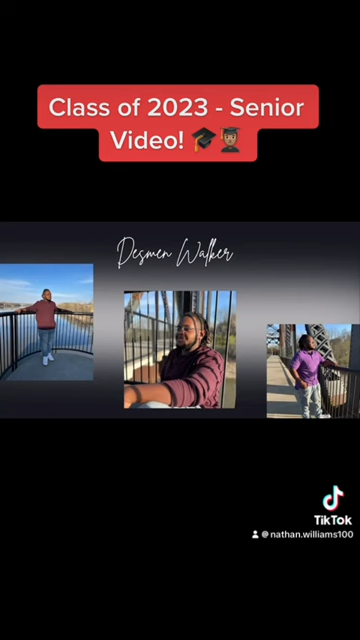 Class of 2023 - Senior
Video! 🎓👨🏽‍🎓
Desmen Walker
TikTok
@ nathan.williams100